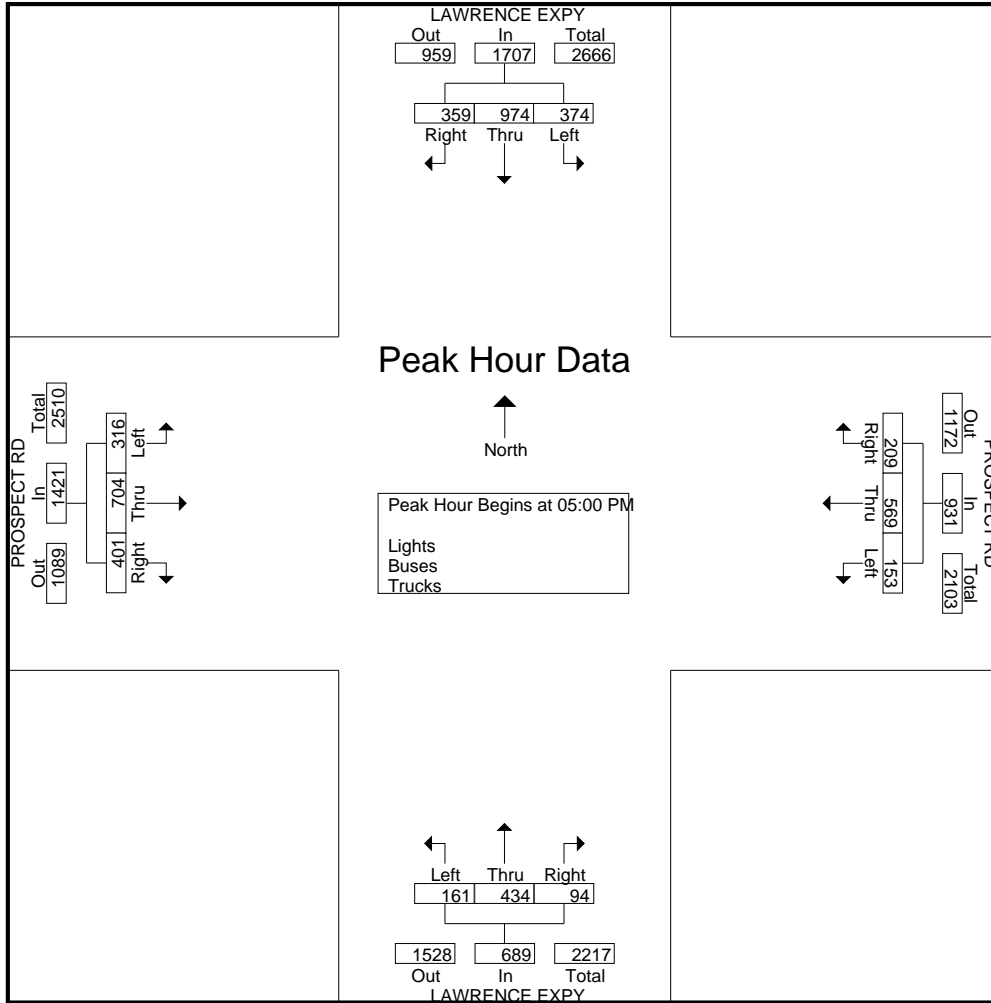 LAWRENCE EXPY
Out In Total
959 1707 2666
359 974 374
Right Thru Left
Peak Hour Data
North
Peak Hour Begins at 05:00 PM
Lights
Buses
Trucks
PROSPECT RD
Out In Total
1089 1421 2510
401 704 316
Right Thru Left
PROSPECT RD
Out In Total
1172 931 2103
209 569 153
Right Thru Left
Left Thru Right
161 434 94
1528 689 2217
Out In Total
LAWRENCE EXPY